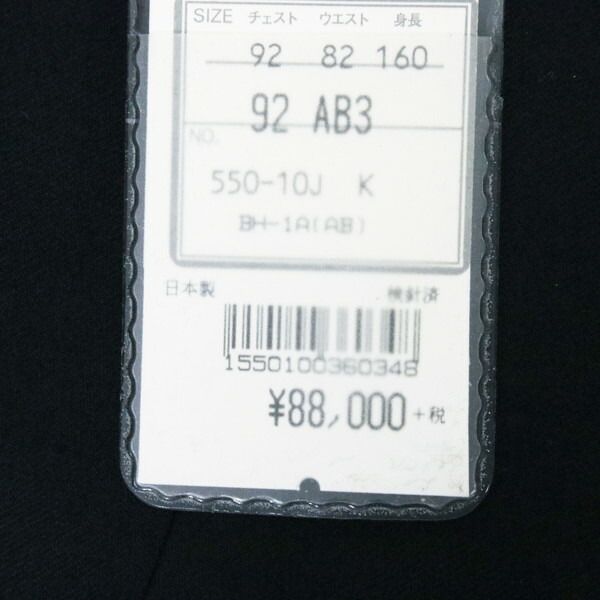 SIZE チェスト ウエスト 身長
92 82 160
92 AB3
NO.
550-10J K
BH-1A(AB)
日本製 検針済
1550100360348
¥88,000+税